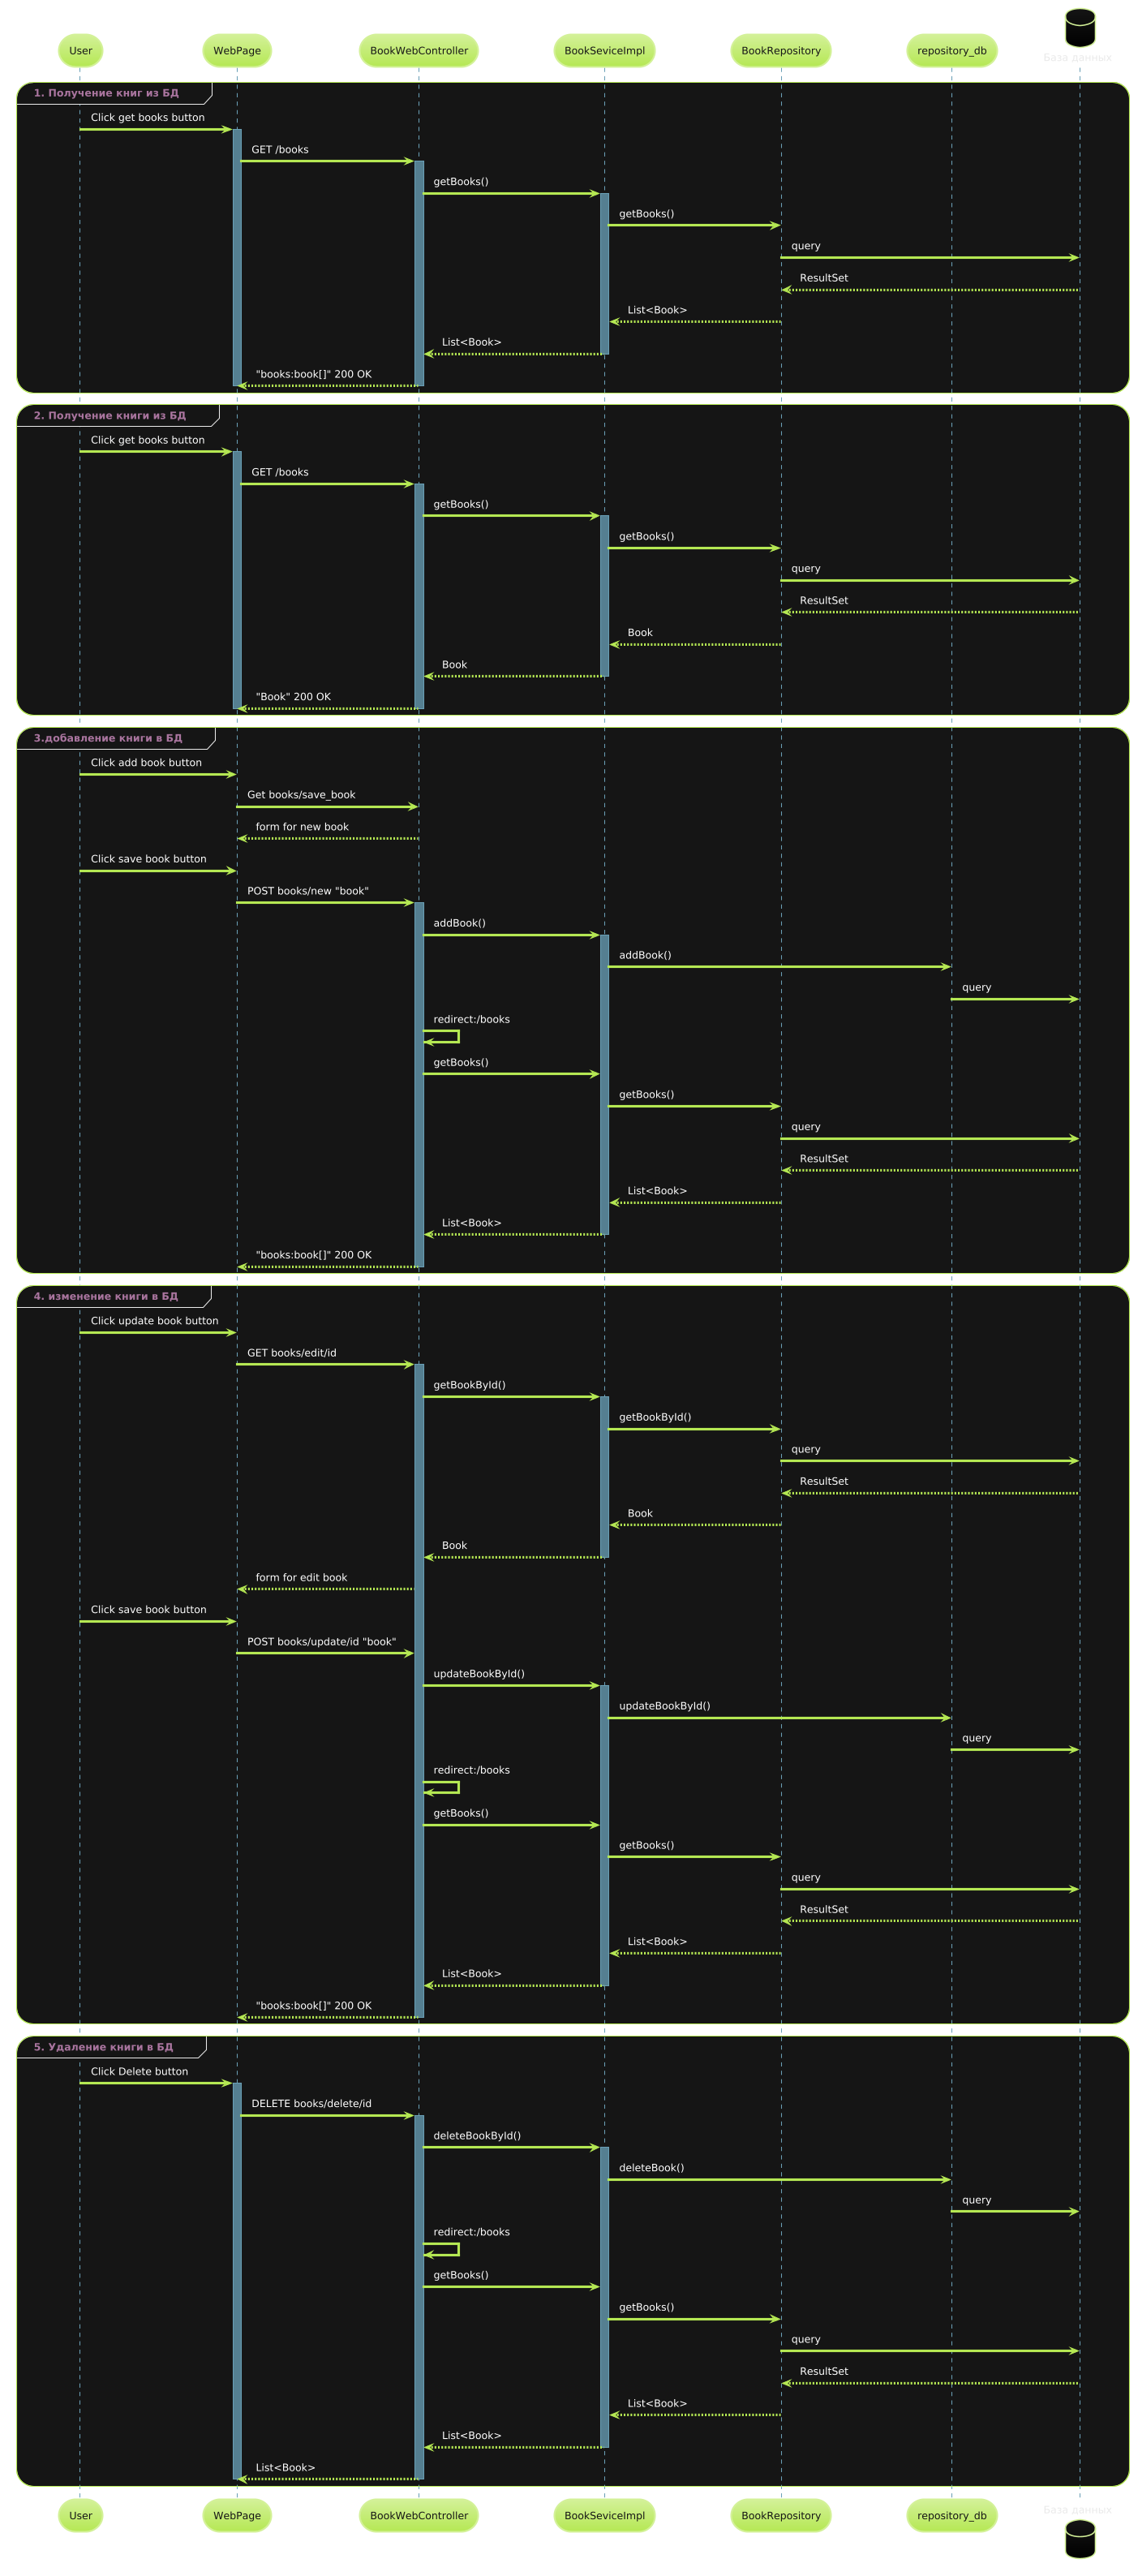 User
WebPage
BookWebController
BookSeviceImpl
BookRepository
repository_db
База данных
1. Получение книг из БД
Click get books button
GET /books
getBooks()
getBooks()
query
ResultSet
List<Book>
List<Book>
"books:book[]" 200 OK
2. Получение книги из БД
Click get books button
GET /books
getBooks()
getBooks()
query
ResultSet
Book
Book
"Book" 200 OK
3.добавление книги в БД
Click add book button
Get books/save_book
form for new book
Click save book button
POST books/new "book"
addBook()
addBook()
query
redirect:/books
getBooks()
getBooks()
query
ResultSet
List<Book>
List<Book>
"books:book[]" 200 OK
4. изменение книги в БД
Click update book button
GET books/edit/id
getBookById()
getBookById()
query
ResultSet
Book
Book
form for edit book
Click save book button
POST books/update/id "book"
updateBookById()
updateBookById()
query
redirect:/books
getBooks()
getBooks()
query
ResultSet
List<Book>
List<Book>
"books:book[]" 200 OK
5. Удаление книги в БД
Click Delete button
DELETE books/delete/id
deleteBookById()
deleteBook()
query
redirect:/books
getBooks()
getBooks()
query
ResultSet
List<Book>
List<Book>
List<Book>
User
WebPage
BookWebController
BookSeviceImpl
BookRepository
repository_db
База данных